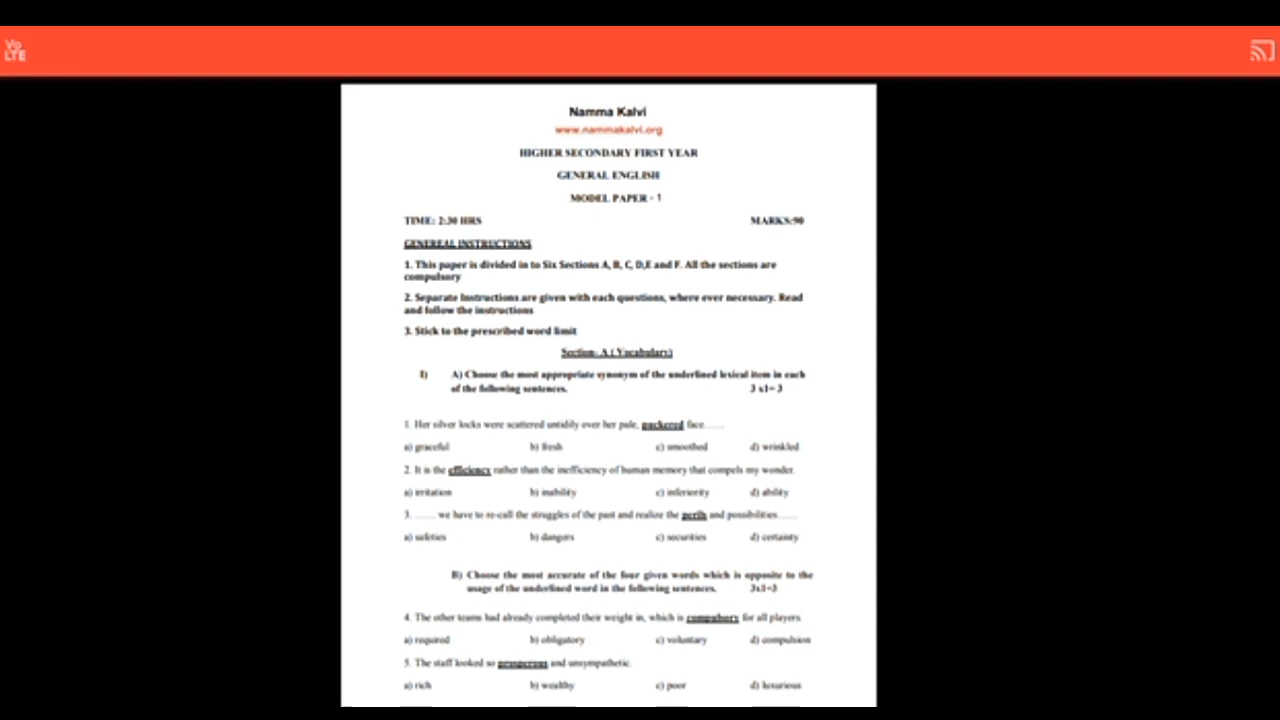 Vo
LTE
Namma Kalvi
www.nammakalvi.org
HIGHER SECONDARY FIRST YEAR
GENERAL ENGLISH
MODEL PAPER - 1
TIME: 2:30 HRS MARKS:90
GENEREAL INSTRUCTIONS
1. This paper is divided in to Six Sections A, B, C, D,E and F. All the sections are
compulsory
2. Separate Instructions are given with each questions, where ever necessary. Read
and follow the instructions
3. Stick to the prescribed word limit
Section- A ( Vocabulary)
I) A) Choose the most appropriate synonym of the underlined lexical item in each
of the following sentences. 3 x1= 3
1. Her silver locks were scattered untidily over her pale, puckered face......
a) graceful b) fresh c) smoothed d) wrinkled
2. It is the efficiency rather than the inefficiency of human memory that compels my wonder.
a) irritation b) inability c) inferiority d) ability
3. ....... we have to re-call the struggles of the past and realize the perils and possibilities......
a) safeties b) dangers c) securities d) certainty
B) Choose the most accurate of the four given words which is opposite to the
usage of the underlined word in the following sentences. 3x1=3
4. The other teams had already completed their weight in, which is compulsory for all players.
a) required b) obligatory c) voluntary d) compulsion
5. The staff looked so prosperous and unsympathetic.
a) rich b) wealthy c) poor d) luxurious